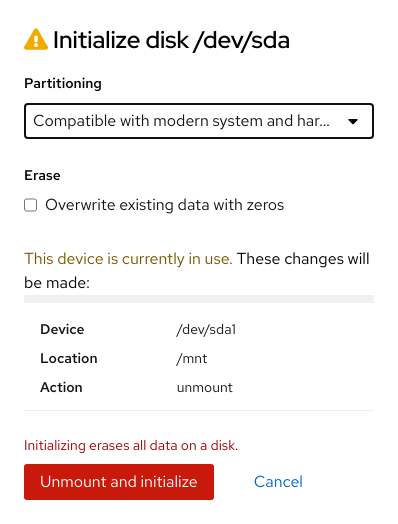 Initialize disk /dev/sda
Partitioning
Compatible with modern system and har...
Erase
Overwrite existing data with zeros
This device is currently in use. These changes will
be made:
Device /dev/sda1
Location /mnt
Action unmount
Initializing erases all data on a disk.
Unmount and initialize Cancel